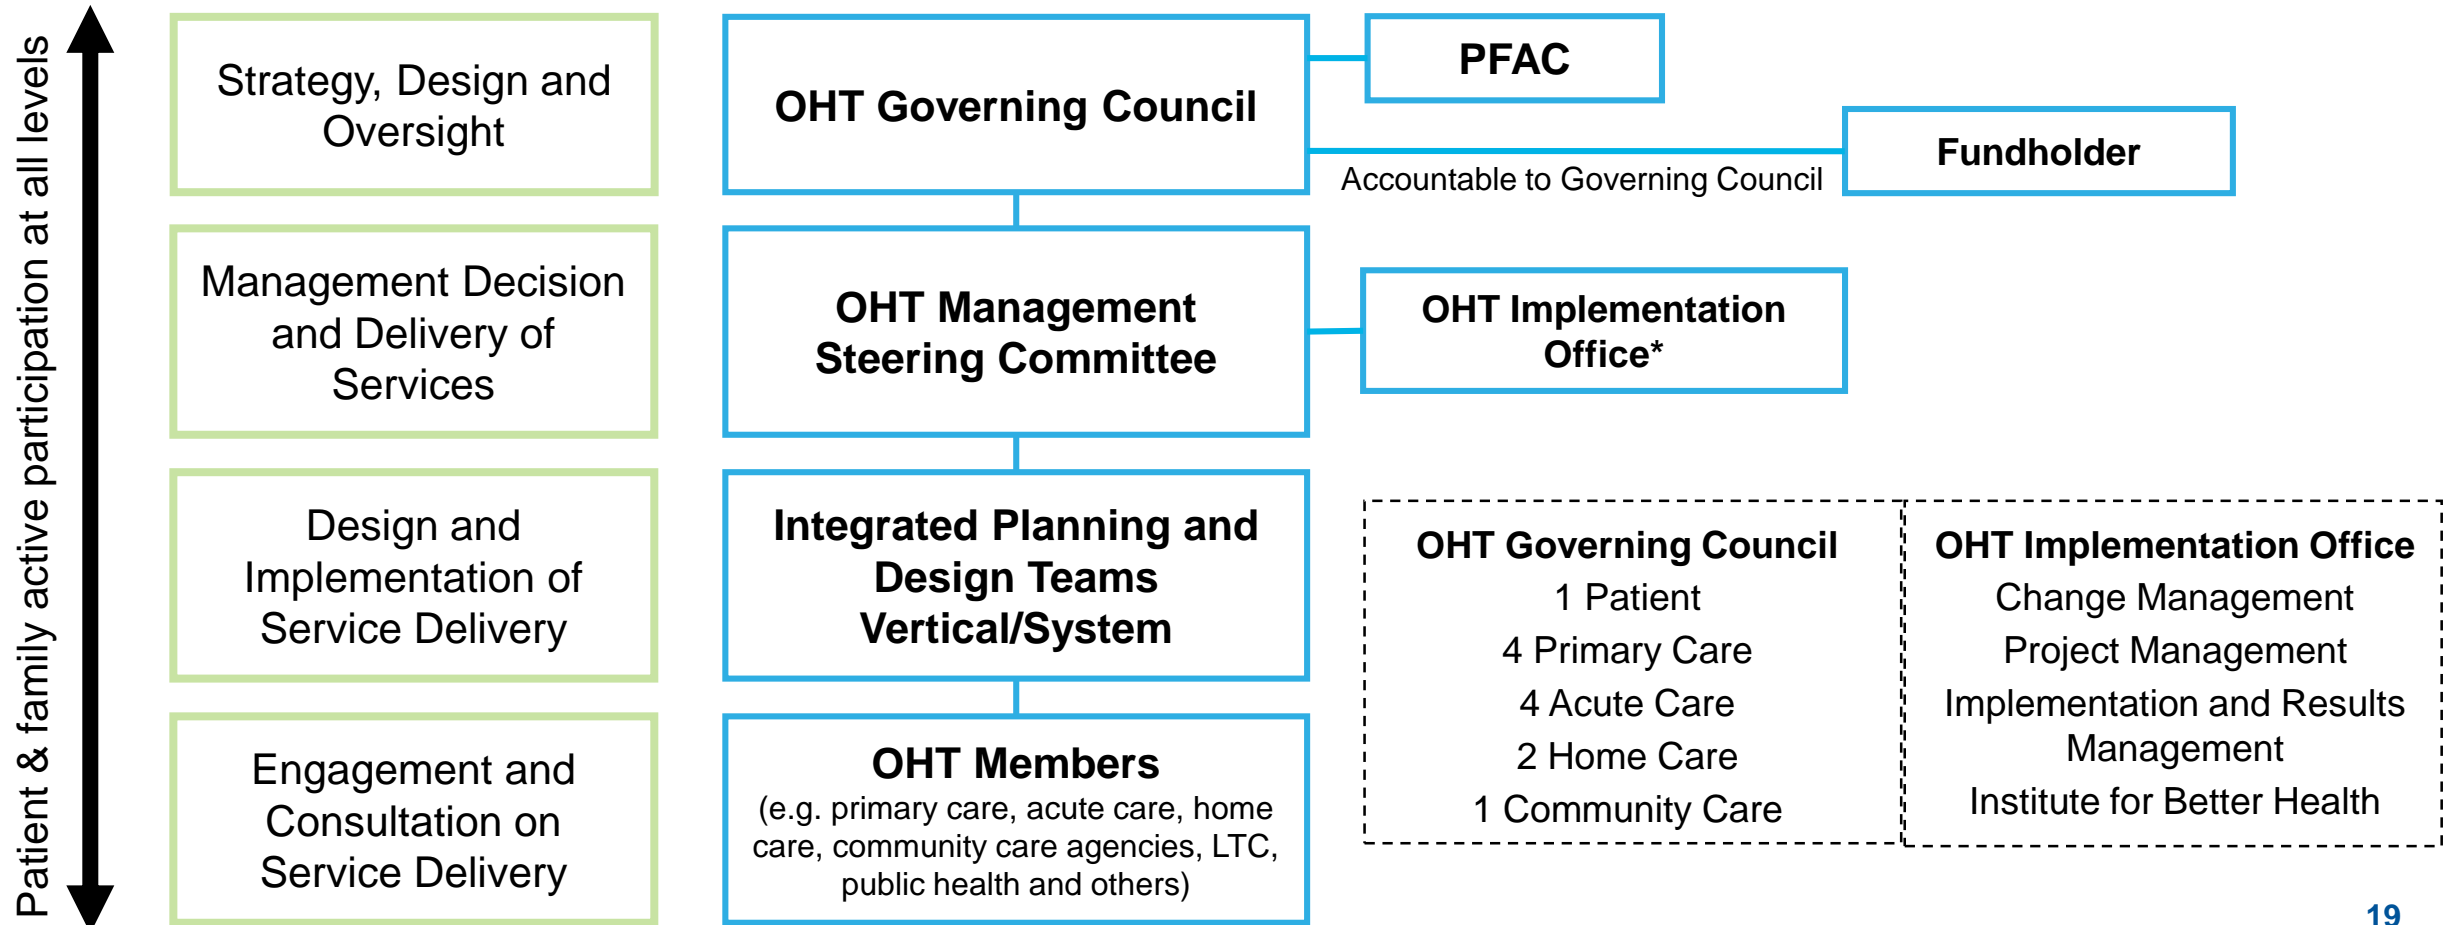 Patient & family active participation at all levels
Strategy, Design and
Oversight
OHT Governing Council
PFAC
Fundholder
Accountable to Governing Council
Management Decision
and Delivery of
Services
OHT Management
Steering Committee
OHT Implementation
Office*
Design and
Implementation of
Service Delivery
Integrated Planning and
Design Teams
Vertical/System
Engagement and
Consultation on
Service Delivery
OHT Members
(e.g. primary care, acute care, home
care, community care agencies, LTC,
public health and others)
OHT Governing Council
1 Patient
4 Primary Care
4 Acute Care
2 Home Care
1 Community Care
OHT Implementation Office
Change Management
Project Management
Implementation and Results
Management
Institute for Better Health
19